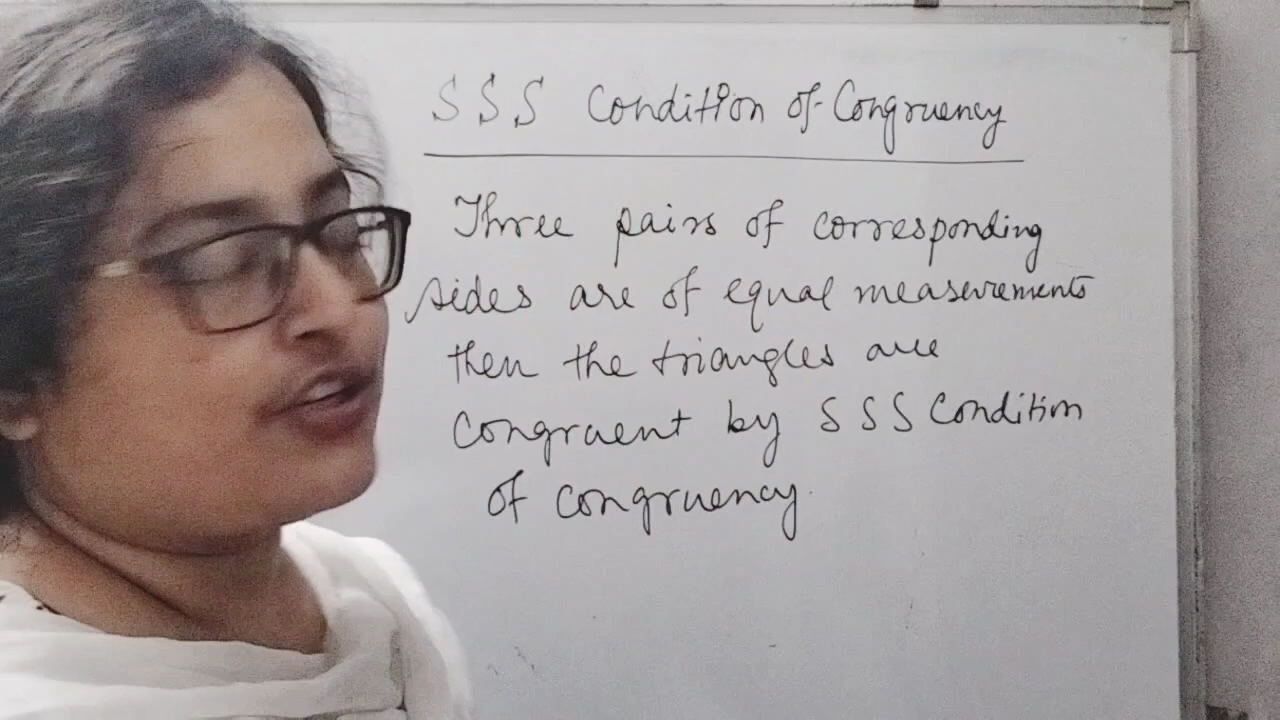 SSS Condition of Congruency
Three pairs of corresponding
sides are of equal measurements
then the triangles are
Congruent by SSS Condition
of congruency.